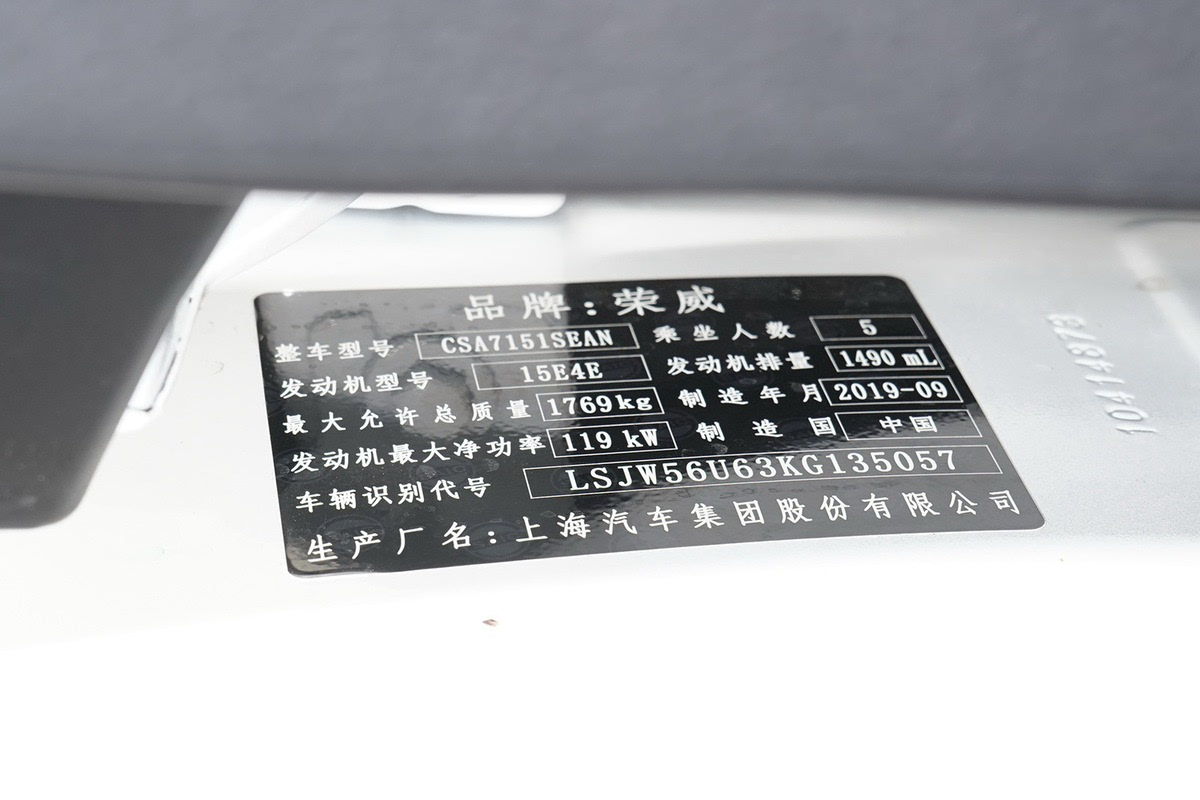 品牌:荣威
整车型号 CSA7151SEAN 乘坐人数 5
发动机型号 15E4E 发动机排量 1490 mL
最大允许总质量 1769kg 制造年月 2019-09
发动机最大净功率 119 kW 制造国 中国
车辆识别代号 LSJW56U63KG135057
生产厂名:上海汽车集团股份有限公司